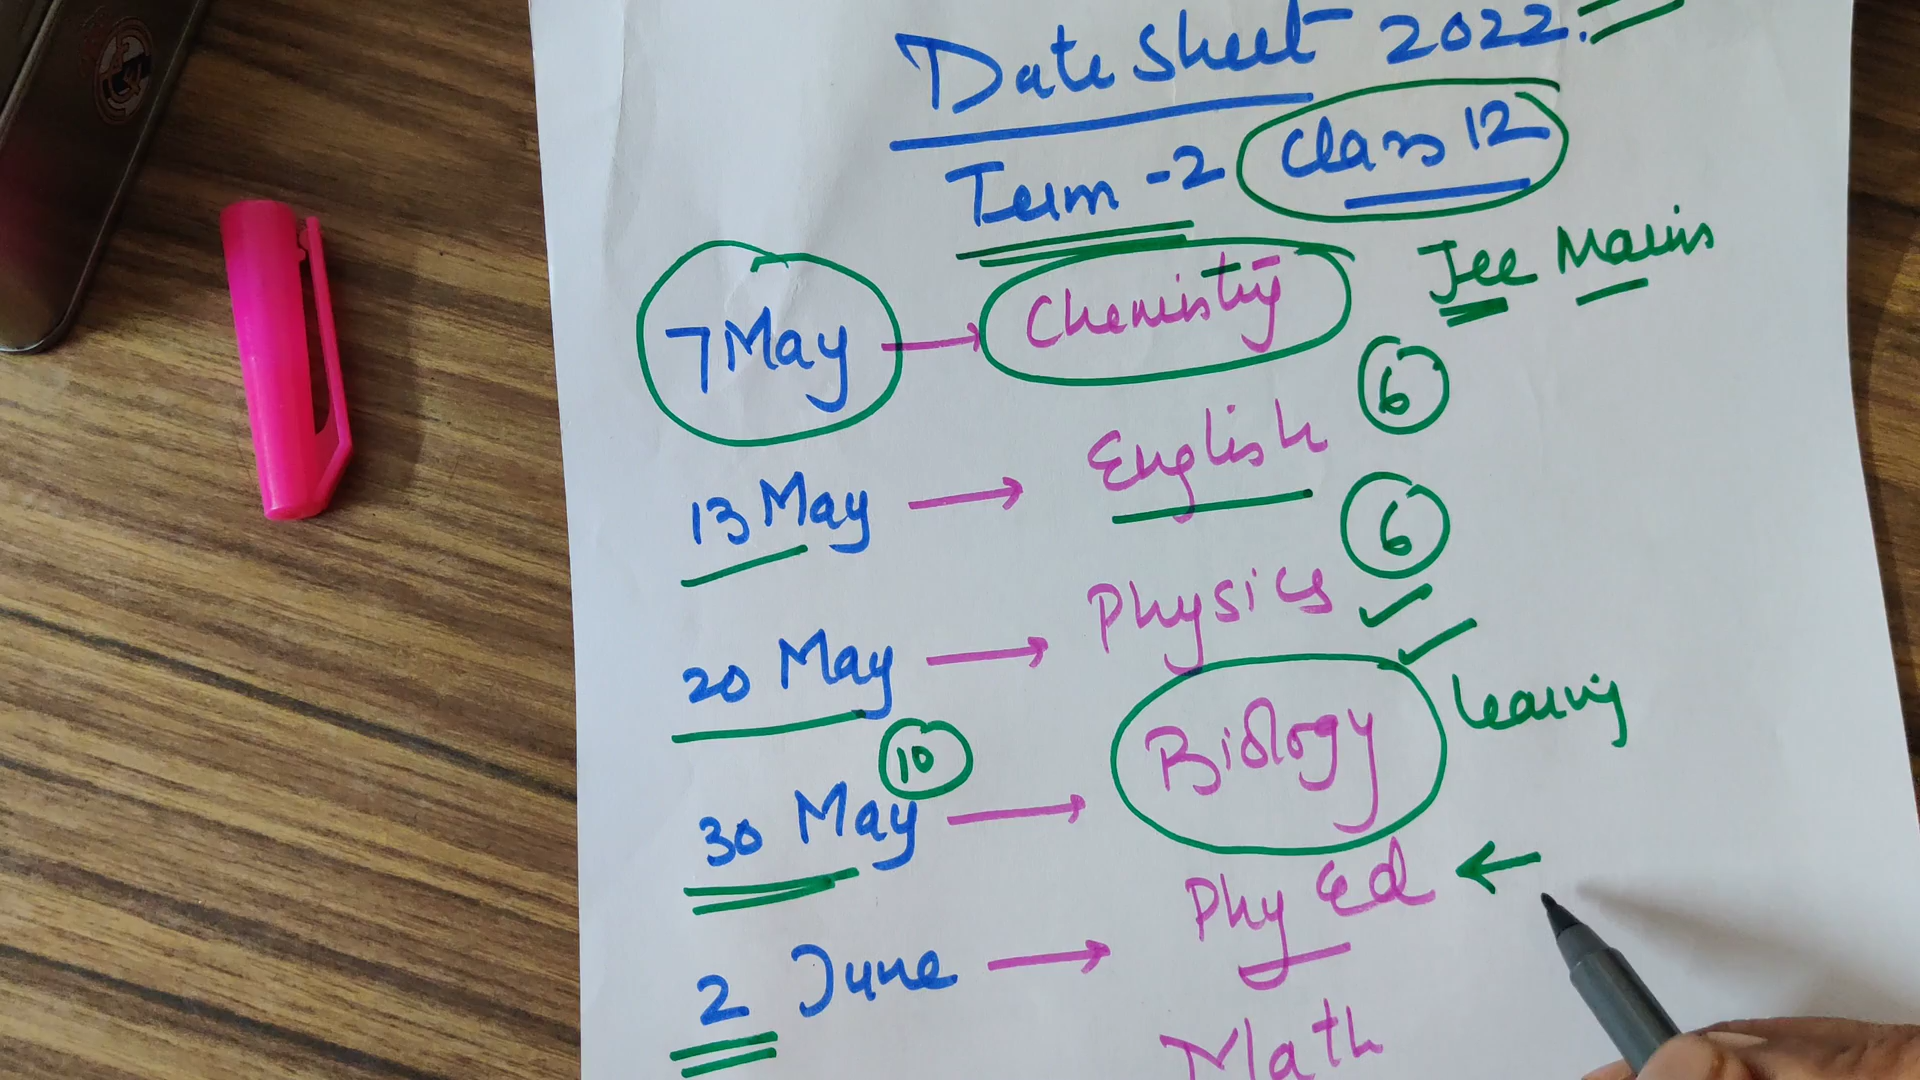 Date Sheet 2022.
Term -2 Class 12
Jee Mains
7 May → Chemistry
6
13 May → English
6
20 May → Physics ✓
10
30 May → Biology leaving
2 June → Phy Ed ←
Math